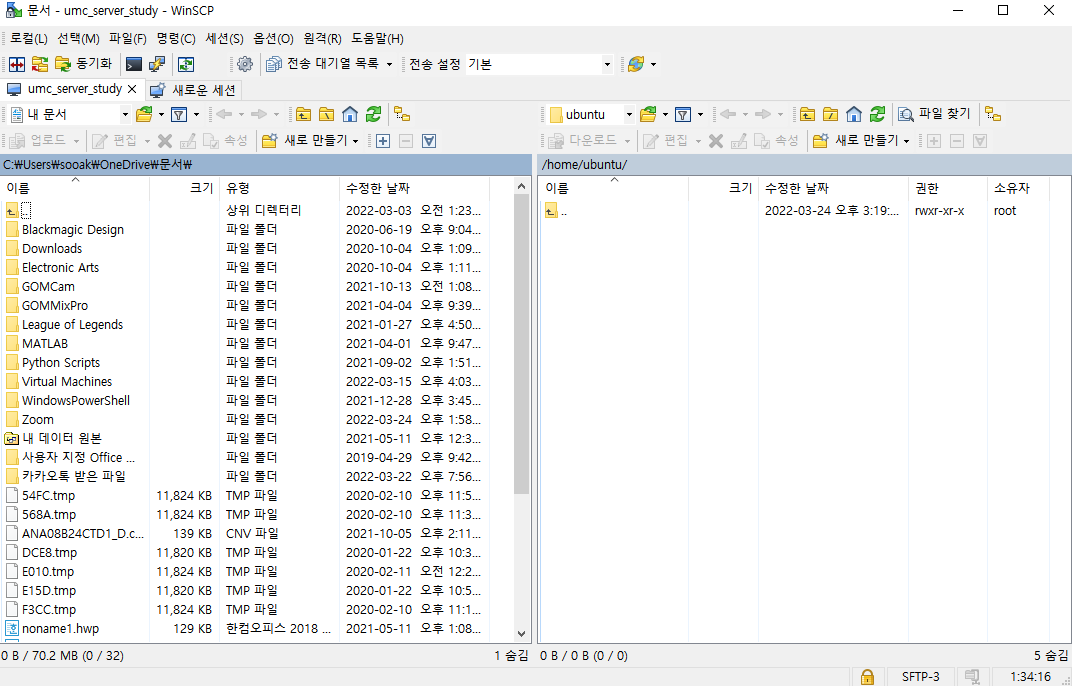 문서 - umc_server_study - WinSCP
로컬(L) 선택(M) 파일(F) 명령(C) 세션(S) 옵션(O) 원격(R) 도움말(H)
동기화 전송 대기열 목록 전송 설정 기본
umc_server_study 새로운 세션
내 문서
업로드 편집 속성 새로 만들기
C:₩Users₩sooak₩OneDrive₩문서₩
이름 크기 유형 수정한 날짜
.. 상위 디렉터리 2022-03-03 오전 1:23...
Blackmagic Design 파일 폴더 2020-06-19 오후 9:04...
Downloads 파일 폴더 2020-10-04 오후 1:09...
Electronic Arts 파일 폴더 2020-10-04 오후 1:11...
GOMCam 파일 폴더 2021-10-13 오전 1:08...
GOMMixPro 파일 폴더 2021-04-04 오후 9:39...
League of Legends 파일 폴더 2021-01-27 오후 4:50...
MATLAB 파일 폴더 2021-04-01 오후 9:47...
Python Scripts 파일 폴더 2021-09-02 오후 1:51...
Virtual Machines 파일 폴더 2022-03-15 오후 4:03...
WindowsPowerShell 파일 폴더 2021-12-28 오후 3:45...
Zoom 파일 폴더 2022-03-24 오후 1:58...
내 데이터 원본 파일 폴더 2021-05-11 오후 12:3...
사용자 지정 Office ... 파일 폴더 2019-04-29 오후 9:42...
카카오톡 받은 파일 파일 폴더 2022-03-22 오후 7:56...
54FC.tmp 11,824 KB TMP 파일 2020-02-10 오후 11:5...
568A.tmp 11,824 KB TMP 파일 2020-02-10 오후 11:3...
ANA08B24CTD1_D.c... 139 KB CNV 파일 2021-10-05 오후 2:11...
DCE8.tmp 11,820 KB TMP 파일 2020-01-22 오후 10:3...
E010.tmp 11,824 KB TMP 파일 2020-02-11 오전 12:2...
E15D.tmp 11,820 KB TMP 파일 2020-01-22 오후 10:5...
F3CC.tmp 11,824 KB TMP 파일 2020-02-10 오후 11:1...
noname1.hwp 129 KB 한컴오피스 2018 ... 2021-05-11 오후 1:08...
0 B / 70.2 MB (0 / 32) 1 숨김
ubuntu 파일 찾기
다운로드 편집 속성 새로 만들기
/home/ubuntu/
이름 크기 수정한 날짜 권한 소유자
.. 2022-03-24 오후 3:19:... rwxr-xr-x root
0 B / 0 B (0 / 0) 5 숨김
SFTP-3 1:34:16